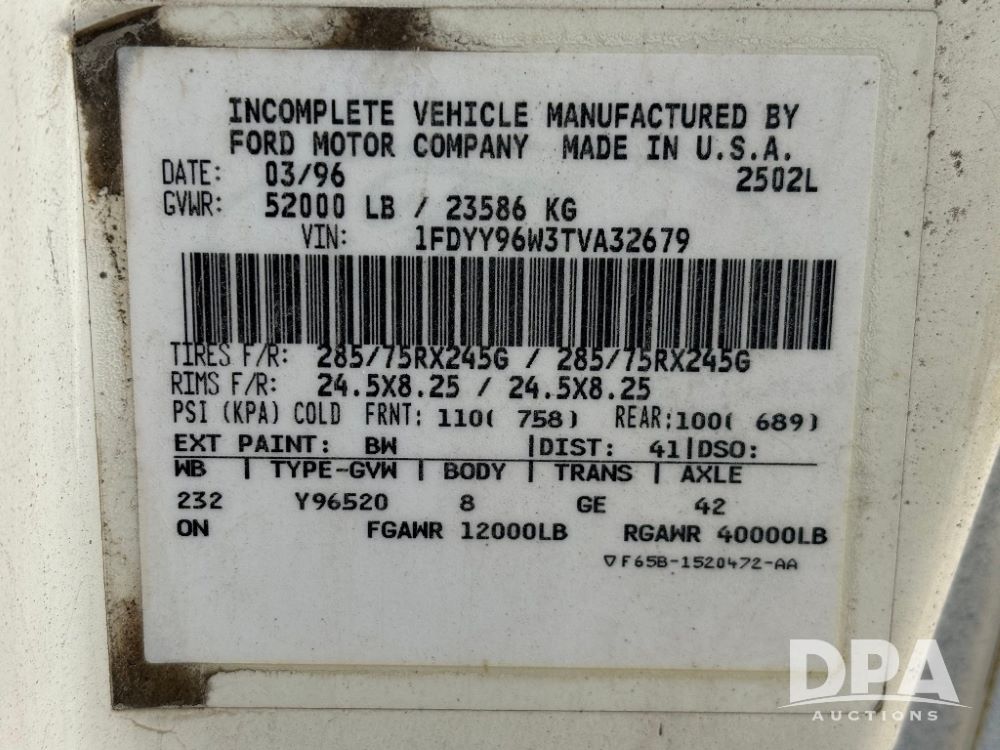 INCOMPLETE VEHICLE MANUFACTURED BY
FORD MOTOR COMPANY MADE IN U.S.A.
DATE: 03/96 2502L
GVWR: 52000 LB / 23586 KG
VIN: 1FDYY96W3TVA32679
TIRES F/R: 285/75RX245G / 285/75RX245G
RIMS F/R: 24.5X8.25 / 24.5X8.25
PSI (KPA) COLD FRNT: 110( 758) REAR:100( 689)
EXT PAINT: BW |DIST: 41|DSO:
WB | TYPE-GVW | BODY | TRANS | AXLE
232 Y96520 8 GE 42
ON FGAWR 12000LB RGAWR 40000LB
▽F65B-1520472-AA
DPA
AUCTIONS